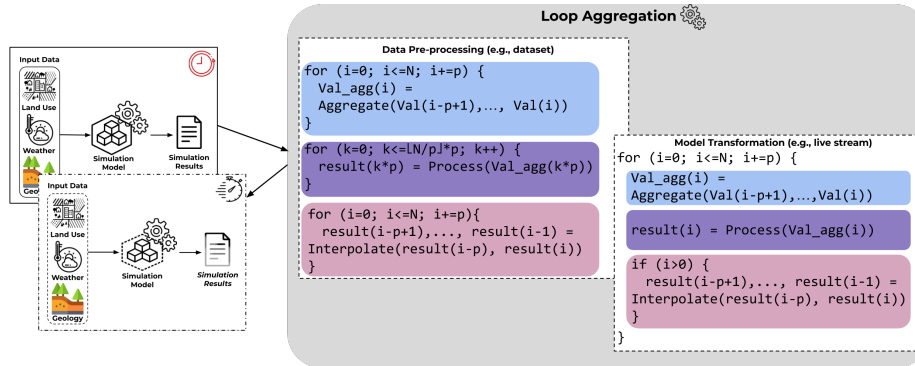 Loop Aggregation
Input Data
Land Use
Weather
Geology
Simulation
Model
Simulation
Results
Input Data
Land Use
Weather
Geology
Simulation
Model
Simulation
Results
Data Pre-processing (e.g., dataset)
for (i=0; i<=N; i+=p) {
Val_agg(i) =
Aggregate(Val(i-p+1),..., Val(i))
}
for (k=0; k<=⌊N/p⌋*p; k++) {
result(k*p) = Process(Val_agg(k*p))
}
for (i=0; i<=N; i+=p){
result(i-p+1),..., result(i-1) =
Interpolate(result(i-p), result(i))
}
Model Transformation (e.g., live stream)
for (i=0; i<=N; i+=p) {
Val_agg(i) =
Aggregate(Val(i-p+1),...,Val(i))
result(i) = Process(Val_agg(i))
if (i>0) {
result(i-p+1),..., result(i-1) =
Interpolate(result(i-p), result(i))
}
}